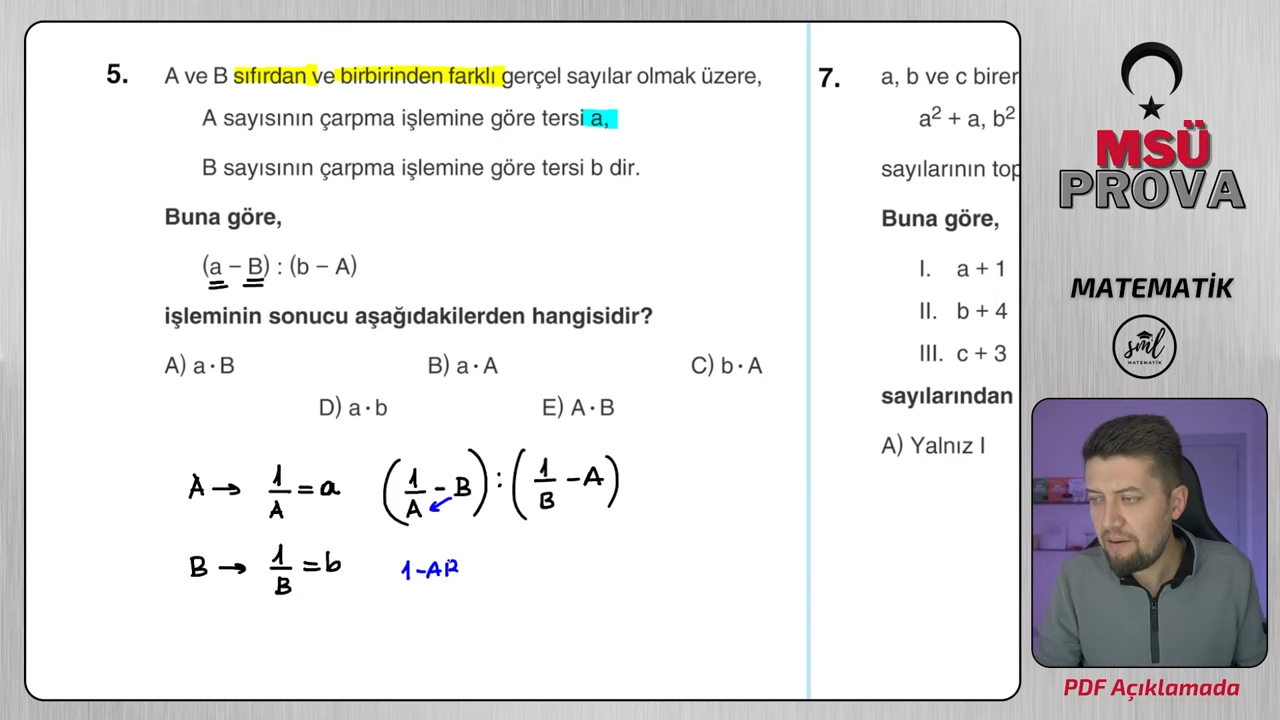 5. A ve B sıfırdan ve birbirinden farklı gerçel sayılar olmak üzere,
A sayısının çarpma işlemine göre tersi a,
B sayısının çarpma işlemine göre tersi b dir.
Buna göre,
(a − B) : (b − A)
işleminin sonucu aşağıdakilerden hangisidir?
A) a · B B) a · A C) b · A
D) a · b E) A · B
A → 1/A = a (1/A − B) : (1/B − A)
B → 1/B = b 1−AB
7. a, b ve c birer
a² + a, b²
sayılarının top
Buna göre,
I. a + 1
II. b + 4
III. c + 3
sayılarından
A) Yalnız I
MSÜ
PROVA
MATEMATİK
sml
MATEMATİK
PDF Açıklamada